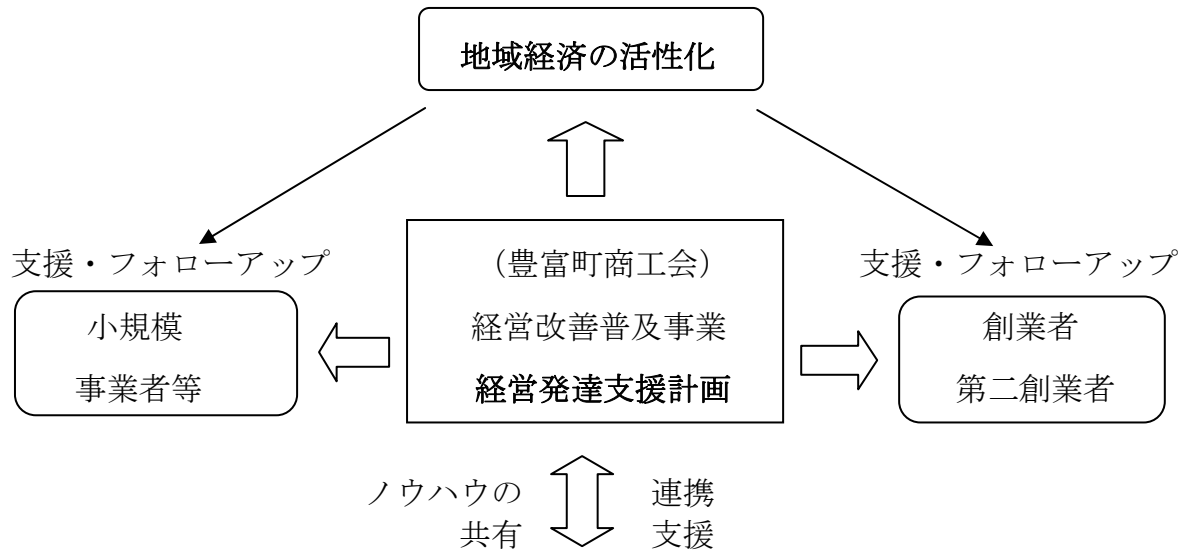 地域経済の活性化
支援・フォローアップ
小規模
事業者等
（豊富町商工会）
経営改善普及事業
経営発達支援計画
支援・フォローアップ
創業者
第二創業者
ノウハウの
共有
連携
支援